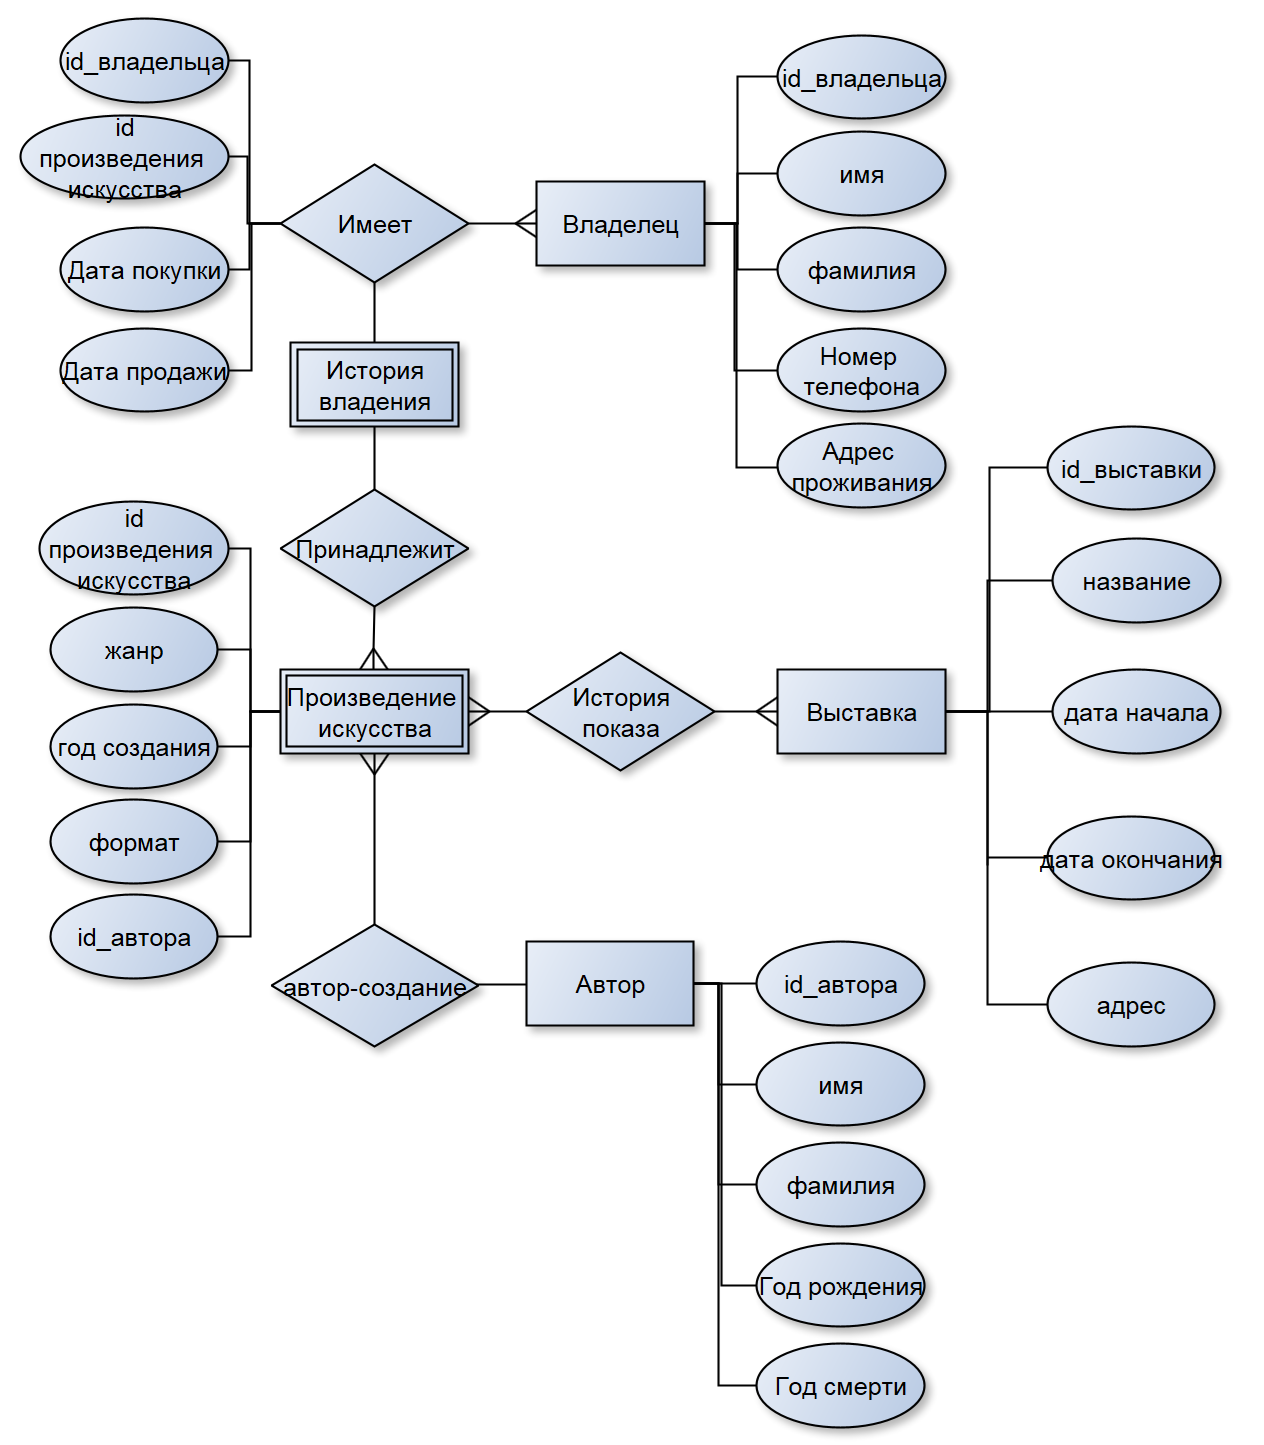 id_владельца
id
произведения
искусства
Дата покупки
Дата продажи
Имеет
Владелец
id_владельца
имя
фамилия
Номер
телефона
Адрес
проживания
История
владения
Принадлежит
id
произведения
искусства
жанр
год создания
формат
id_автора
Произведение
искусства
История
показа
Выставка
id_выставки
название
дата начала
дата окончания
адрес
автор-создание
Автор
id_автора
имя
фамилия
Год рождения
Год смерти